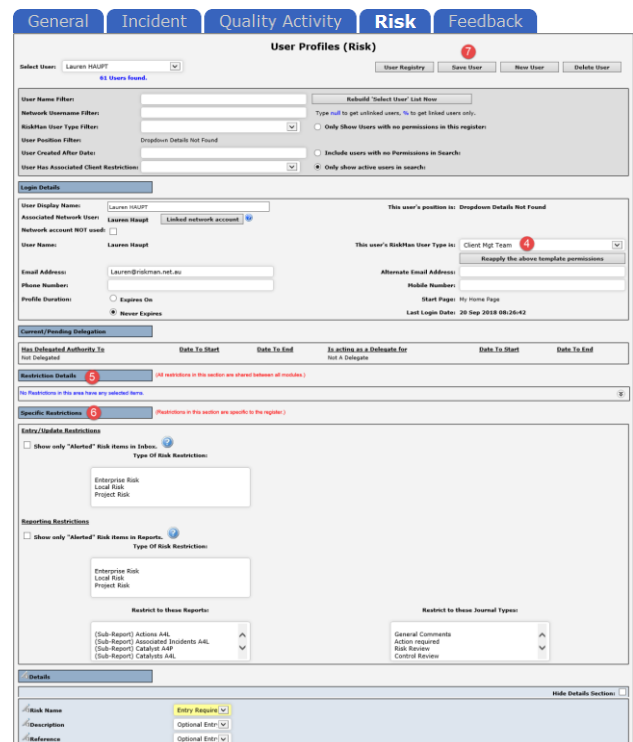 General Incident Quality Activity Risk Feedback
User Profiles (Risk)
7
Select User: Lauren HAUPT User Registry Save User New User Delete User
61 Users found.
User Name Filter: Rebuild 'Select User' List Now
Network Username Filter: Type null to get unlinked users, % to get linked users only.
RiskMan User Type Filter: Only Show Users with no permissions in this register:
User Position Filter: Dropdown Details Not Found
User Created After Date: Include users with no Permissions in Search:
User Has Associated Client Restriction: Only show active users in search:
Login Details
User Display Name: Lauren HAUPT This user's position is: Dropdown Details Not Found
Associated Network User: Lauren Haupt Linked network account
Network account NOT used:
User Name: Lauren Haupt This user's RiskMan User Type is: Client Mgt Team 4
Reapply the above template permissions
Email Address: Lauren@riskman.net.au Alternate Email Address:
Phone Number: Mobile Number:
Profile Duration: Expires On Start Page: My Home Page
Never Expires Last Login Date: 20 Sep 2018 08:26:42
Current/Pending Delegation
Has Delegated Authority To Date To Start Date To End Is acting as a Delegate for Date To Start Date To End
Not Delegated Not A Delegate
Restriction Details 5 (All restrictions in this section are shared between all modules.)
No Restrictions in this area have any selected items.
Specific Restrictions 6 (Restrictions in this section are specific to the register.)
Entry/Update Restrictions
Show only "Alerted" Risk items in Inbox. ?
Type Of Risk Restriction:
Enterprise Risk
Local Risk
Project Risk
Reporting Restrictions
Show only "Alerted" Risk items in Reports. ?
Type Of Risk Restriction:
Enterprise Risk
Local Risk
Project Risk
Restrict to these Reports: Restrict to these Journal Types:
(Sub-Report) Actions A4L General Comments
(Sub-Report) Associated Incidents A4L Action required
(Sub-Report) Catalyst A4P Risk Review
(Sub-Report) Catalysts A4L Control Review
Details
Hide Details Section:
Risk Name Entry Require
Description Optional Entr
Reference Optional Entr